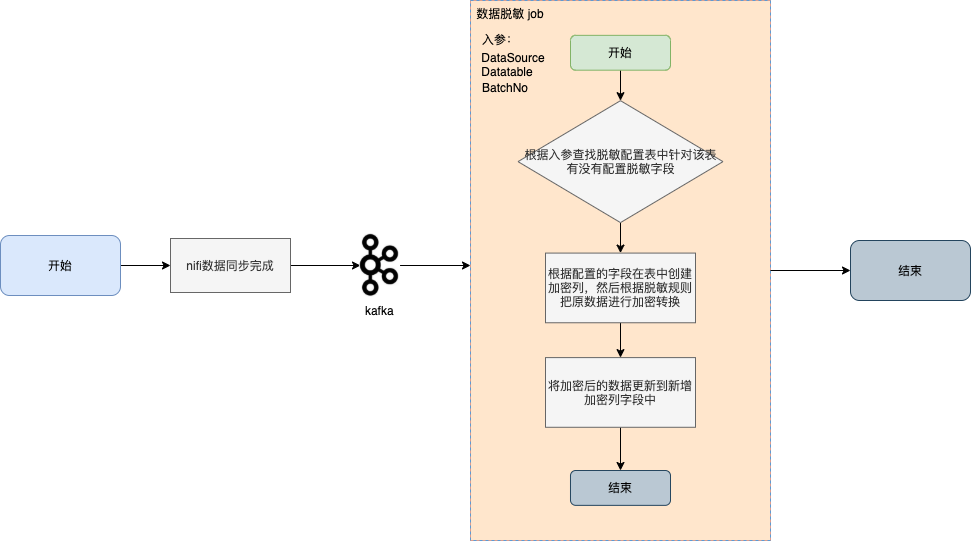 数据脱敏 job
入参：
DataSource
Datatable
BatchNo
开始
根据入参查找脱敏配置表中针对该表
有没有配置脱敏字段
开始
nifi数据同步完成
kafka
根据配置的字段在表中创建
加密列，然后根据脱敏规则
把原数据进行加密转换
将加密后的数据更新到新增
加密列字段中
结束
结束